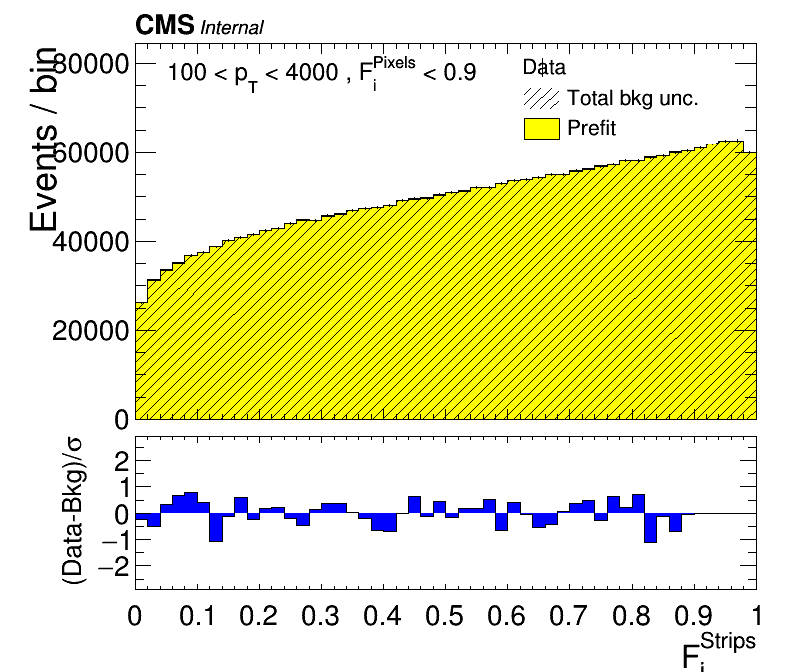 CMS Internal
100 < p_T < 4000 , F_i^Pixels < 0.9
Data
Total bkg unc.
Prefit
Events / bin
80000
60000
40000
20000
0
(Data-Bkg)/σ
2
1
0
−1
−2
0 0.1 0.2 0.3 0.4 0.5 0.6 0.7 0.8 0.9 1
F_i^Strips